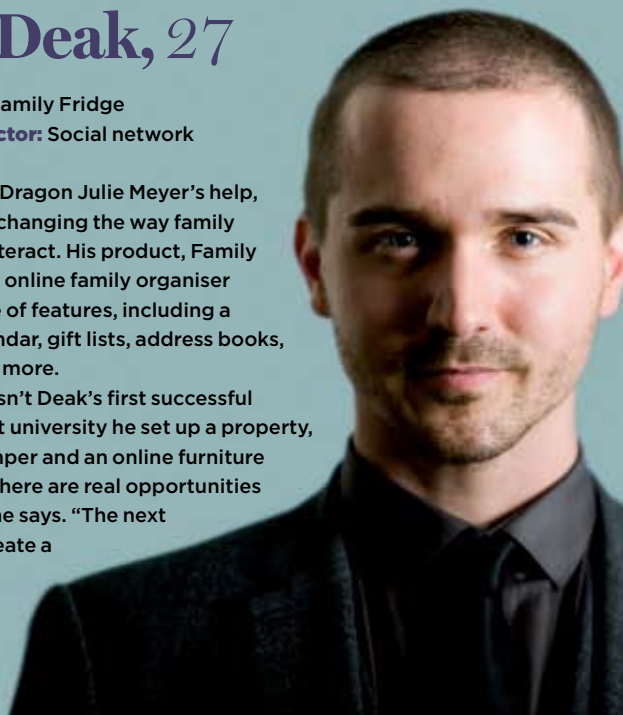 Deak, 27
amily Fridge
ctor: Social network
Dragon Julie Meyer's help,
changing the way family
teract. His product, Family
online family organiser
of features, including a
ndar, gift lists, address books,
more.
sn't Deak's first successful
t university he set up a property,
nper and an online furniture
here are real opportunities
he says. “The next
eate a